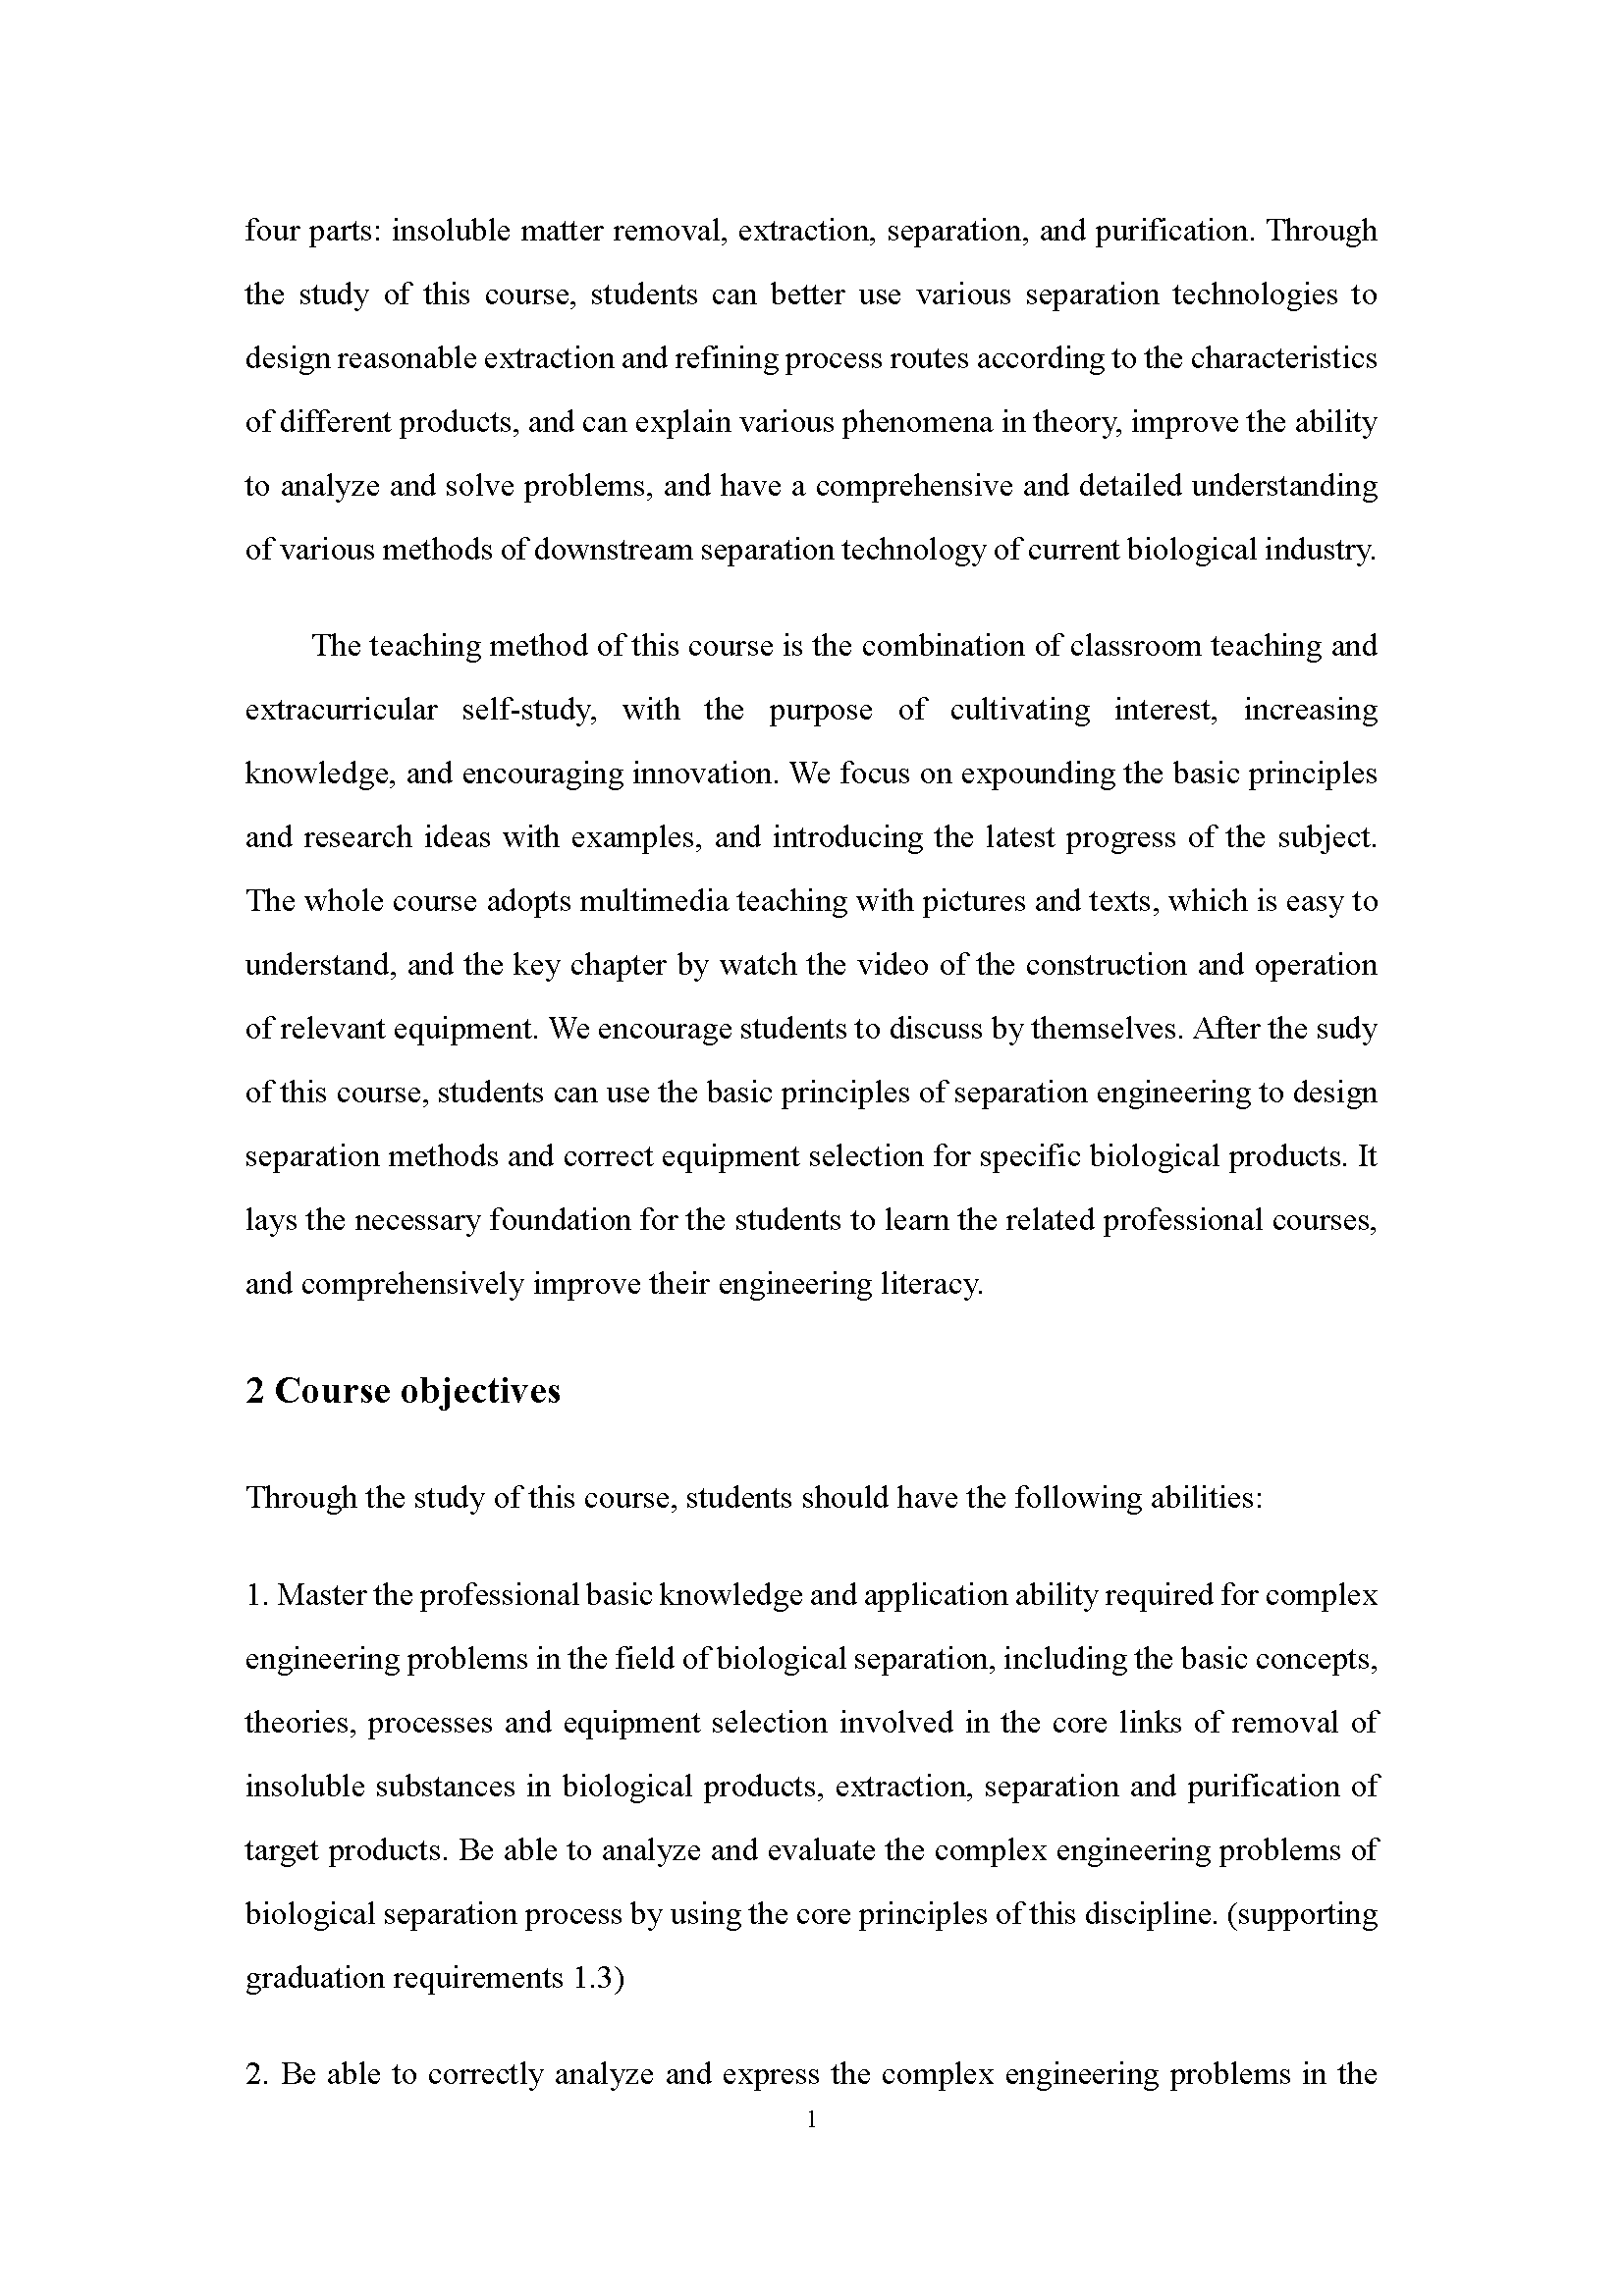 four parts: insoluble matter removal, extraction, separation, and purification. Through
the study of this course, students can better use various separation technologies to
design reasonable extraction and refining process routes according to the characteristics
of different products, and can explain various phenomena in theory, improve the ability
to analyze and solve problems, and have a comprehensive and detailed understanding
of various methods of downstream separation technology of current biological industry.
The teaching method of this course is the combination of classroom teaching and
extracurricular self-study, with the purpose of cultivating interest, increasing
knowledge, and encouraging innovation. We focus on expounding the basic principles
and research ideas with examples, and introducing the latest progress of the subject.
The whole course adopts multimedia teaching with pictures and texts, which is easy to
understand, and the key chapter by watch the video of the construction and operation
of relevant equipment. We encourage students to discuss by themselves. After the sudy
of this course, students can use the basic principles of separation engineering to design
separation methods and correct equipment selection for specific biological products. It
lays the necessary foundation for the students to learn the related professional courses,
and comprehensively improve their engineering literacy.
2 Course objectives
Through the study of this course, students should have the following abilities:
1. Master the professional basic knowledge and application ability required for complex
engineering problems in the field of biological separation, including the basic concepts,
theories, processes and equipment selection involved in the core links of removal of
insoluble substances in biological products, extraction, separation and purification of
target products. Be able to analyze and evaluate the complex engineering problems of
biological separation process by using the core principles of this discipline. (supporting
graduation requirements 1.3)
2. Be able to correctly analyze and express the complex engineering problems in the
1